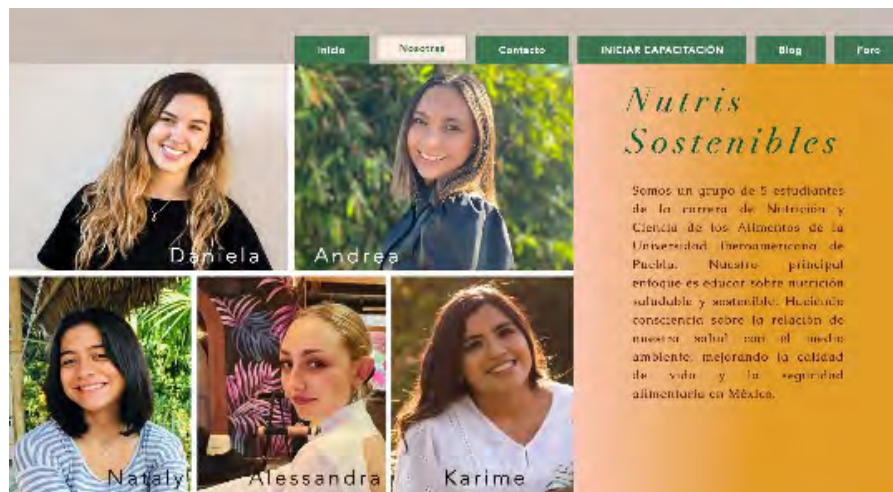 Inicio
Nosotras
Contacto
INICIAR CAPACITACIÓN
Blog
Foro
Daniela
Andrea
Nataly
Alessandra
Karime
Nutris
Sostenibles
Somos un grupo de 5 estudiantes
de la carrera de Nutrición y
Ciencia de los Alimentos de la
Universidad Iberoamericana de
Puebla. Nuestro principal
enfoque es educar sobre nutrición
saludable y sostenible. Haciendo
consciencia sobre la relación de
nuestra salud con el medio
ambiente, mejorando la calidad
de vida y la seguridad
alimentaria en México.